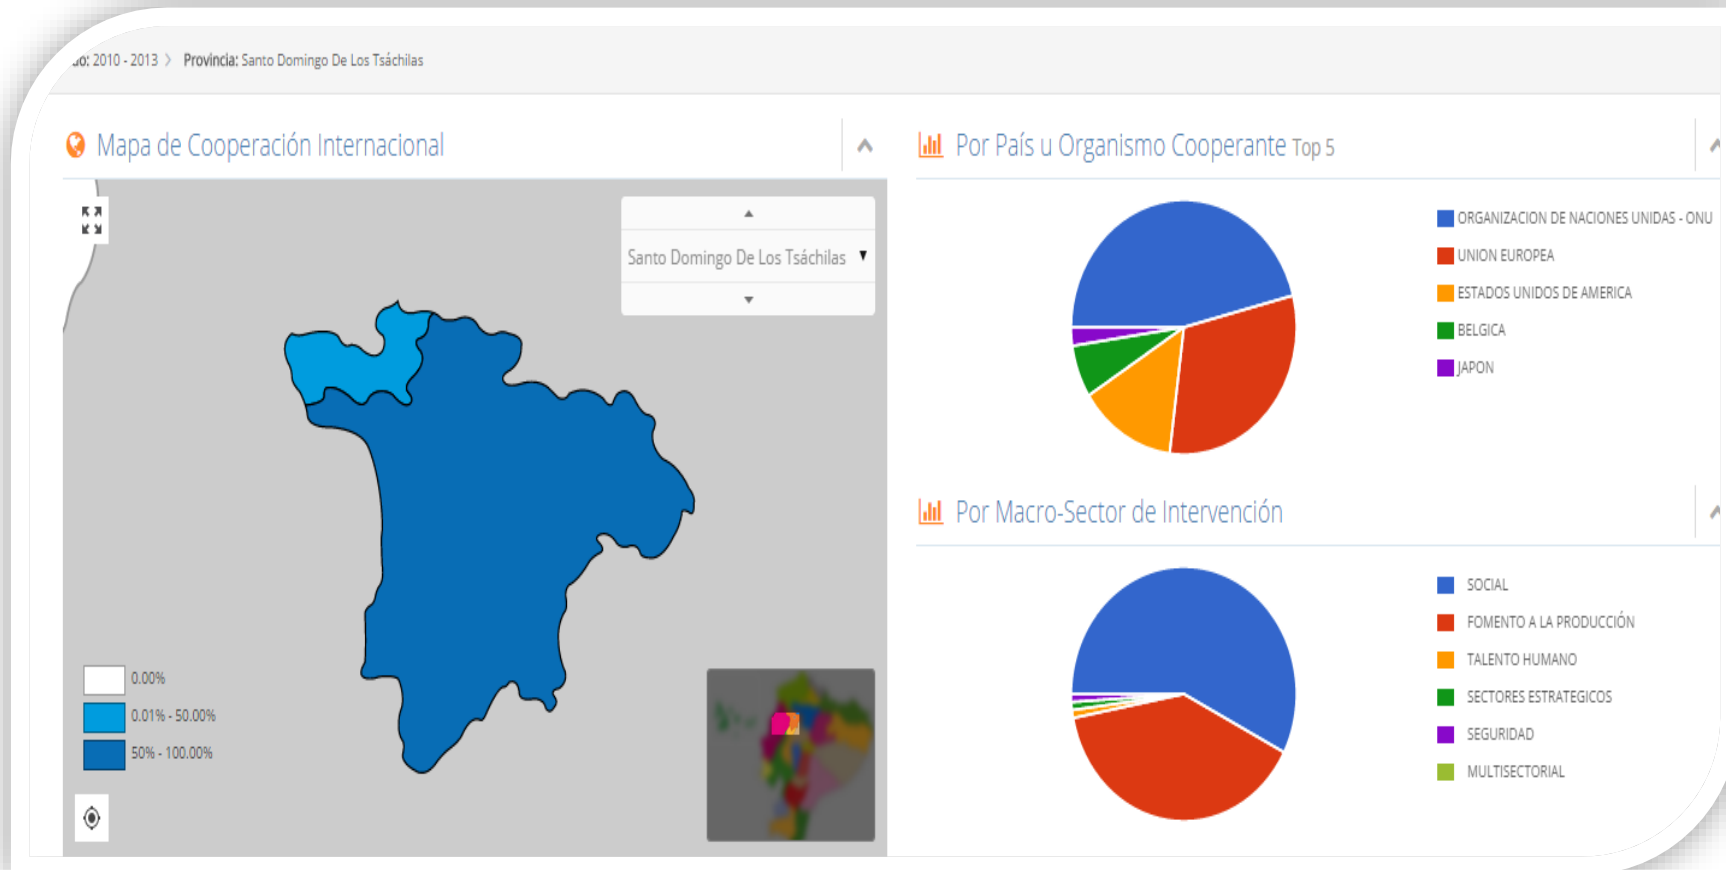 do: 2010 - 2013 > Provincia: Santo Domingo De Los Tsáchilas
Mapa de Cooperación Internacional
Santo Domingo De Los Tsáchilas
0.00%
0.01% - 50.00%
50% - 100.00%
Por País u Organismo Cooperante Top 5
ORGANIZACION DE NACIONES UNIDAS - ONU
UNION EUROPEA
ESTADOS UNIDOS DE AMERICA
BELGICA
JAPON
Por Macro-Sector de Intervención
SOCIAL
FOMENTO A LA PRODUCCIÓN
TALENTO HUMANO
SECTORES ESTRATEGICOS
SEGURIDAD
MULTISECTORIAL